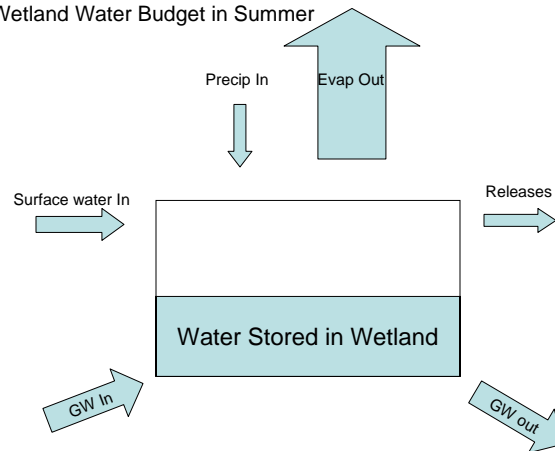 Wetland Water Budget in Summer
Precip In
Evap Out
Surface water In
Releases
Water Stored in Wetland
GW In
GW out